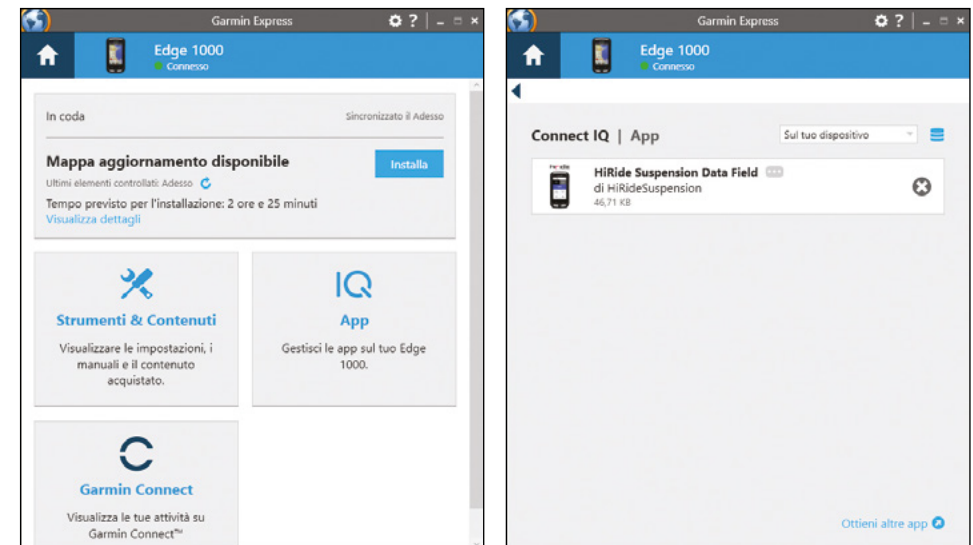 Garmin Express
Edge 1000
Connesso
In coda
Sincronizzato il Adesso
Mappa aggiornamento disponibile
Installa
Ultimi elementi controllati: Adesso
Tempo previsto per l'installazione: 2 ore e 25 minuti
Visualizza dettagli
Strumenti & Contenuti
Visualizzare le impostazioni, i
manuali e il contenuto
acquistato.
IQ
App
Gestisci le app sul tuo Edge
1000.
Garmin Connect
Visualizza le tue attività su
Garmin Connect™
Garmin Express
Edge 1000
Connesso
Connect IQ | App
Sul tuo dispositivo
HiRide Suspension Data Field
di HiRideSuspension
46,71 KB
Ottieni altre app